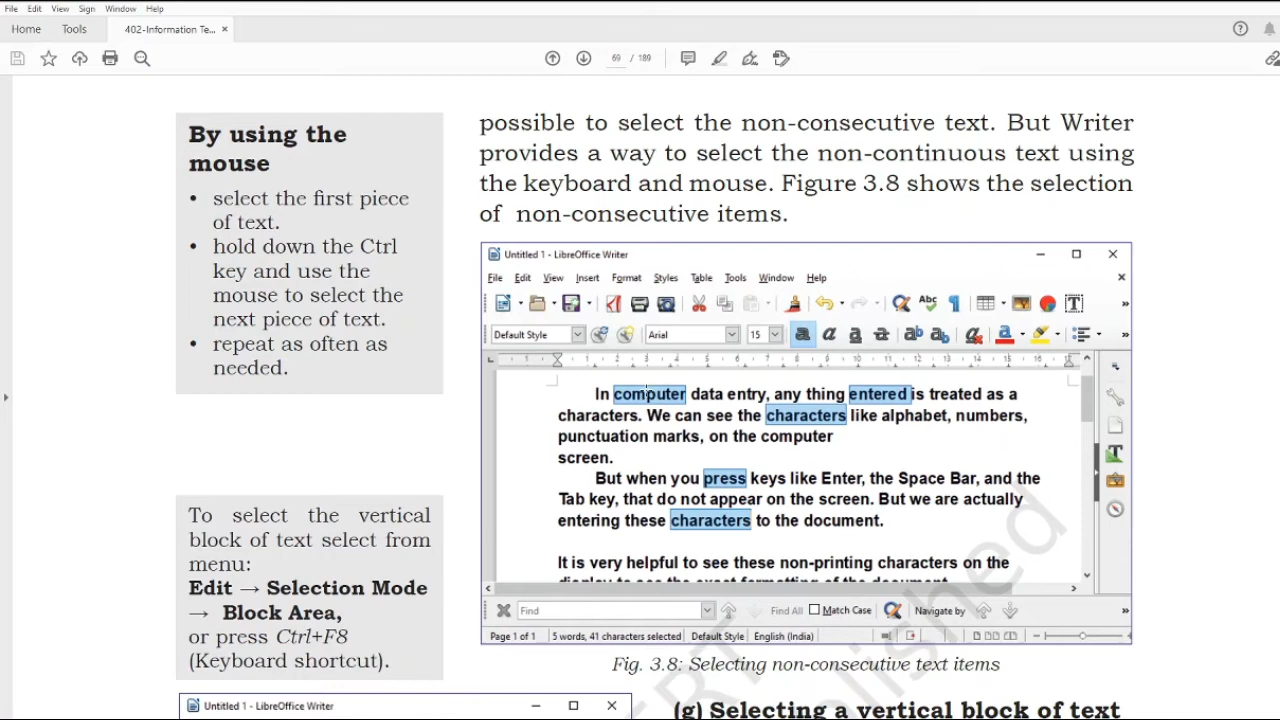 File Edit View Sign Window Help
Home Tools 402-Information Te... ×
69 / 189
By using the
mouse
• select the first piece
of text.
• hold down the Ctrl
key and use the
mouse to select the
next piece of text.
• repeat as often as
needed.
To select the vertical
block of text select from
menu:
Edit → Selection Mode
→ Block Area,
or press Ctrl+F8
(Keyboard shortcut).
Untitled 1 - LibreOffice Writer
possible to select the non-consecutive text. But Writer
provides a way to select the non-continuous text using
the keyboard and mouse. Figure 3.8 shows the selection
of non-consecutive items.
Untitled 1 - LibreOffice Writer
File Edit View Insert Format Styles Table Tools Window Help
Default Style Arial 15
In computer data entry, any thing entered is treated as a
characters. We can see the characters like alphabet, numbers,
punctuation marks, on the computer
screen.
But when you press keys like Enter, the Space Bar, and the
Tab key, that do not appear on the screen. But we are actually
entering these characters to the document.
It is very helpful to see these non-printing characters on the
display to see the exact formatting of the document
Find Find All Match Case Navigate by
Page 1 of 1 5 words, 41 characters selected Default Style English (India)
Fig. 3.8: Selecting non-consecutive text items
(g) Selecting a vertical block of text